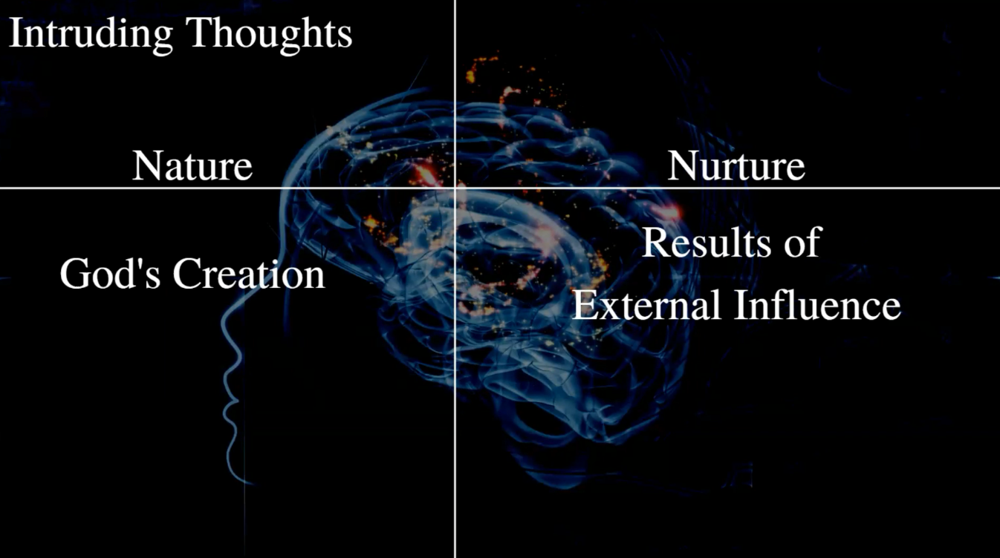 Intruding Thoughts
Nature
Nurture
God's Creation
Results of
External Influence